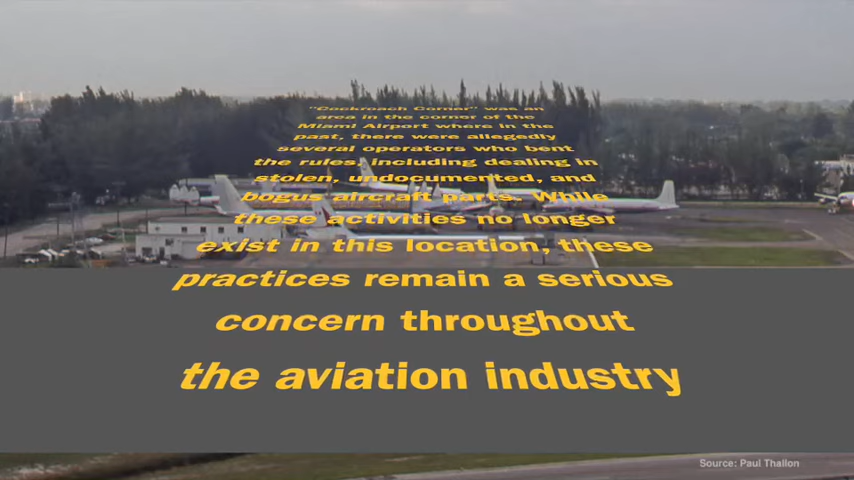 "Cockroach Corner" was an
area in the corner of the
Miami Airport where in the
past, there were allegedly
several operators who bent
the rules, including dealing in
stolen, undocumented, and
bogus aircraft parts. While
these activities no longer
exist in this location, these
practices remain a serious
concern throughout
the aviation industry
Source: Paul Thallon